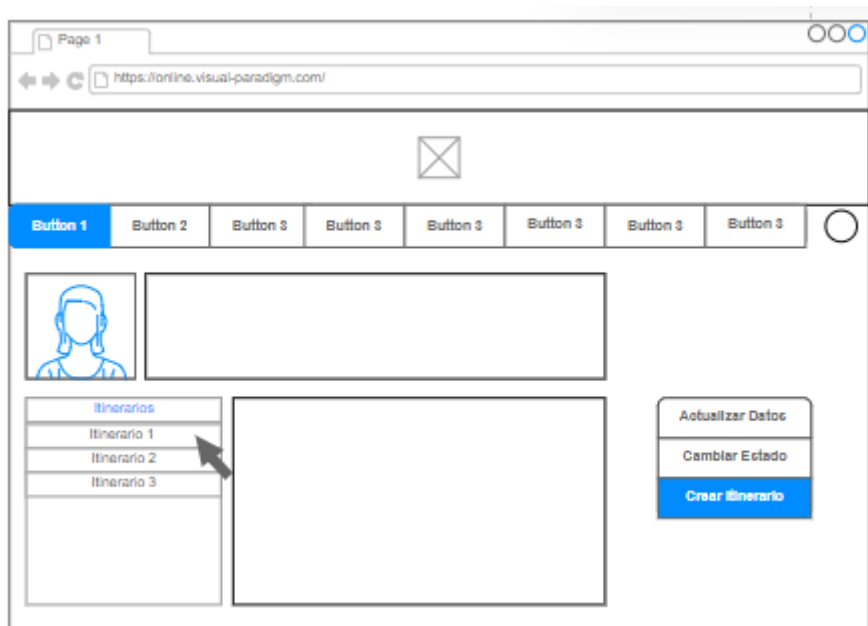 Page 1
https://online.visual-paradigm.com/
Button 1
Button 2
Button 3
Button 3
Button 3
Button 3
Button 3
Button 3
Itinerarios
Itinerario 1
Itinerario 2
Itinerario 3
Actualizar Datos
Cambiar Estado
Crear Itinerario